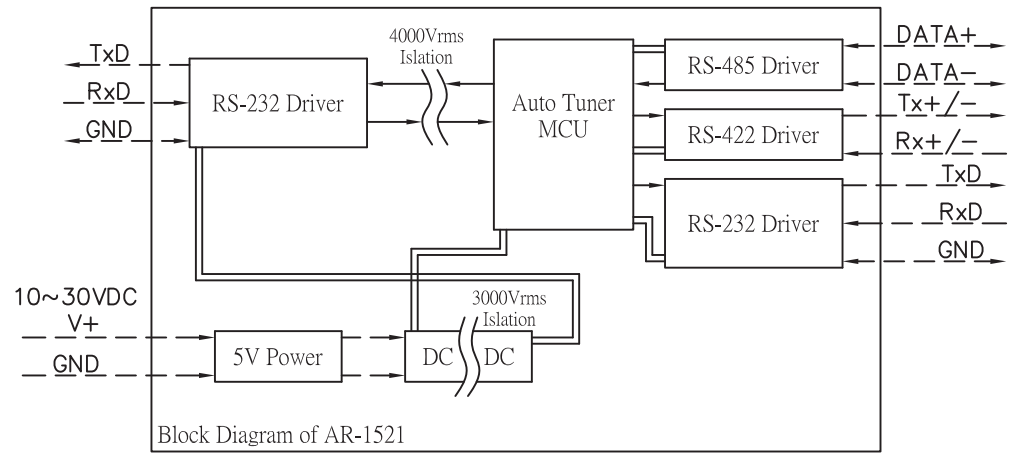 TxD
RxD
GND
RS-232 Driver
4000Vrms
Islation
Auto Tuner
MCU
RS-485 Driver
DATA+
DATA-
RS-422 Driver
Tx+/-
Rx+/-
RS-232 Driver
TxD
RxD
GND
10~30VDC
V+
GND
5V Power
3000Vrms
Islation
DC DC
Block Diagram of AR-1521